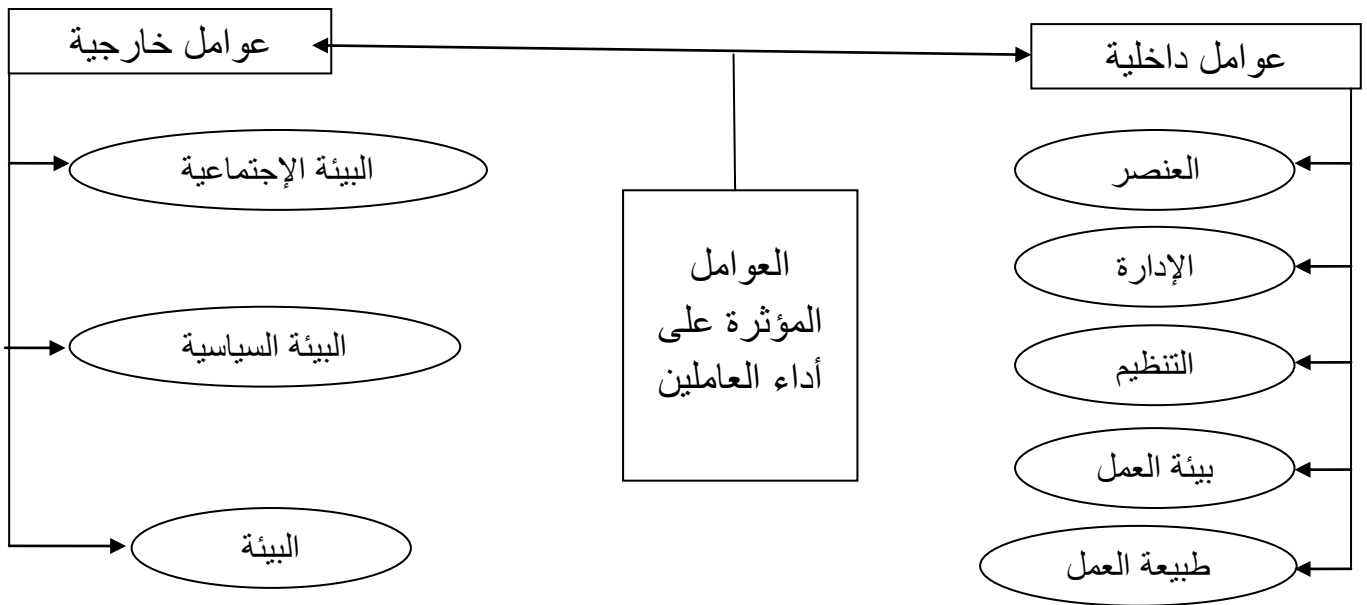 عوامل داخلية
عوامل خارجية
العنصر
الإدارة
التنظيم
بيئة العمل
طبيعة العمل
العوامل
المؤثرة على
أداء العاملين
البيئة الإجتماعية
البيئة السياسية
البيئة